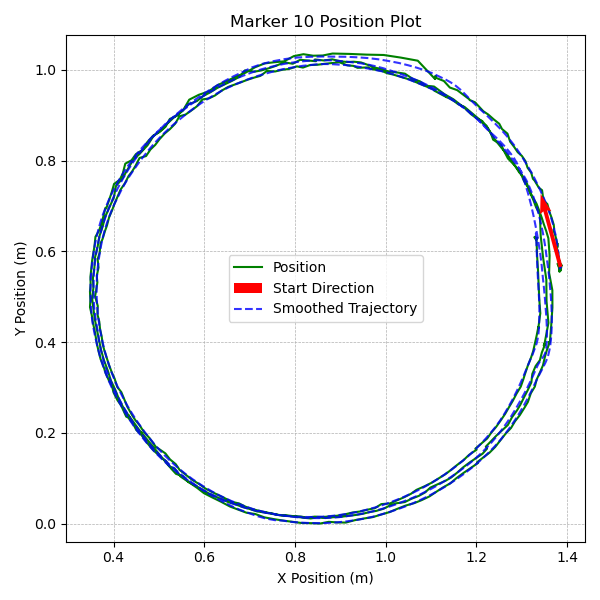 Marker 10 Position Plot
Y Position (m)
1.0
0.8
0.6
0.4
0.2
0.0
Position
Start Direction
Smoothed Trajectory
0.4 0.6 0.8 1.0 1.2 1.4
X Position (m)